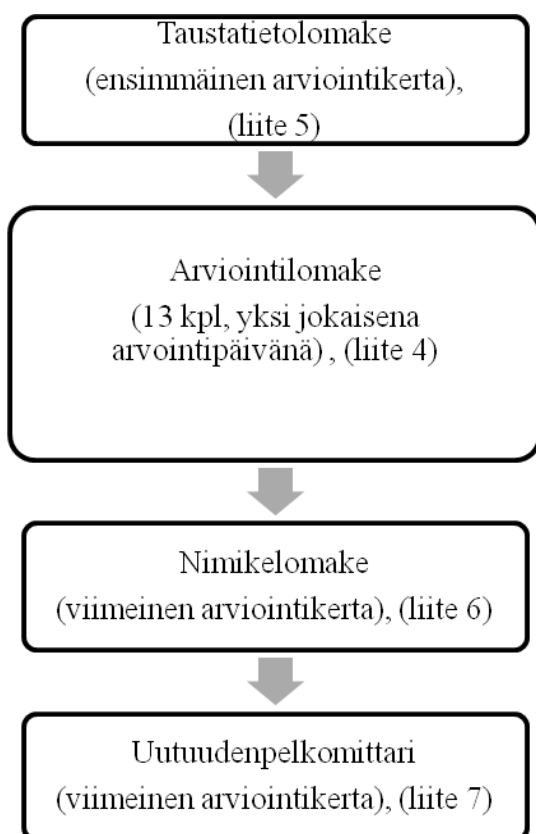 Taustatietolomake
(ensimmäinen arviointikerta),
(liite 5)
Arviointilomake
(13 kpl, yksi jokaisena
arvointipäivänä) , (liite 4)
Nimikelomake
(viimeinen arviointikerta), (liite 6)
Uutuudenpelkomittari
(viimeinen arviointikerta), (liite 7)